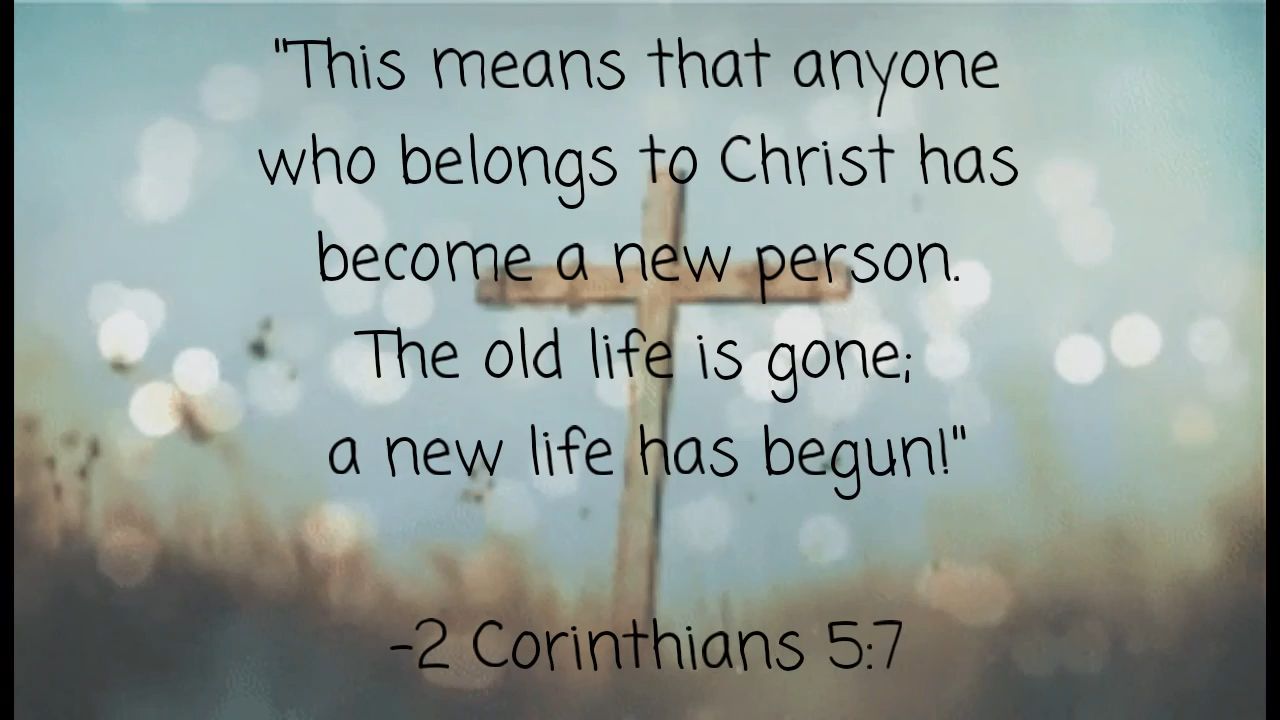 "This means that anyone
who belongs to Christ has
become a new person.
The old life is gone;
a new life has begun!"
-2 Corinthians 5:7